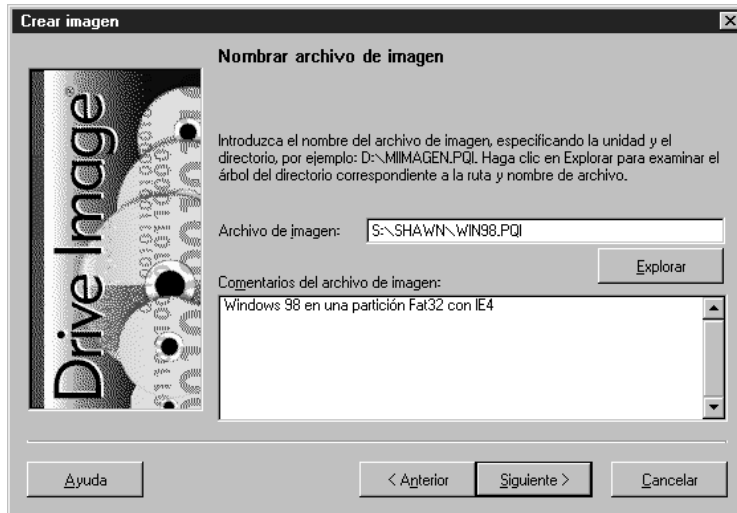 Crear imagen
Drive Image®
Nombrar archivo de imagen
Introduzca el nombre del archivo de imagen, especificando la unidad y el
directorio, por ejemplo: D:\MIIMAGEN.PQI. Haga clic en Explorar para examinar el
árbol del directorio correspondiente a la ruta y nombre de archivo.
Archivo de imagen: S:\SHAWN\WIN98.PQI
Explorar
Comentarios del archivo de imagen:
Windows 98 en una partición Fat32 con IE4
Ayuda
< Anterior
Siguiente >
Cancelar